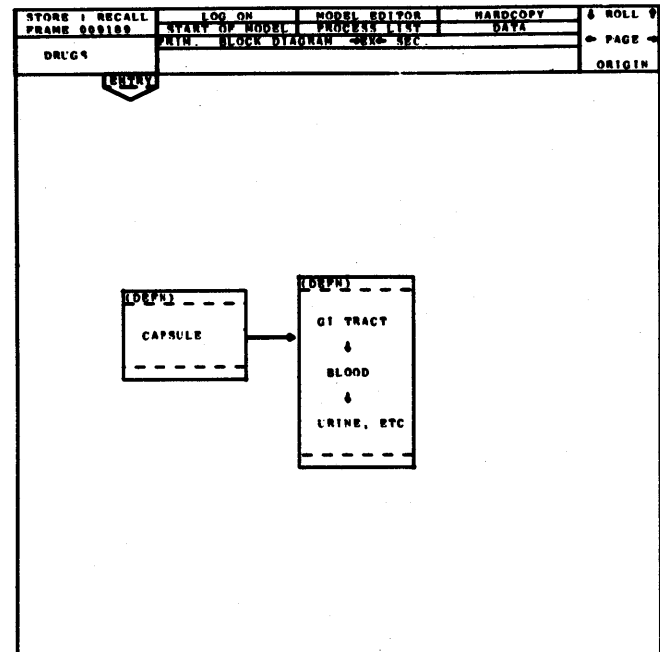 STORE | RECALL
LOG ON
MODEL EDITOR
HARDCOPY
↓ ROLL ↑
FRAME 009189
START OF MODEL
PROCESS LIST
DATA
PRIM. BLOCK DIAGRAM SEC.
PAGE
DRUGS
ORIGIN
ENTRY
(DEFN)
CAPSULE
(DEFN)
GI TRACT
↓
BLOOD
↓
URINE, ETC